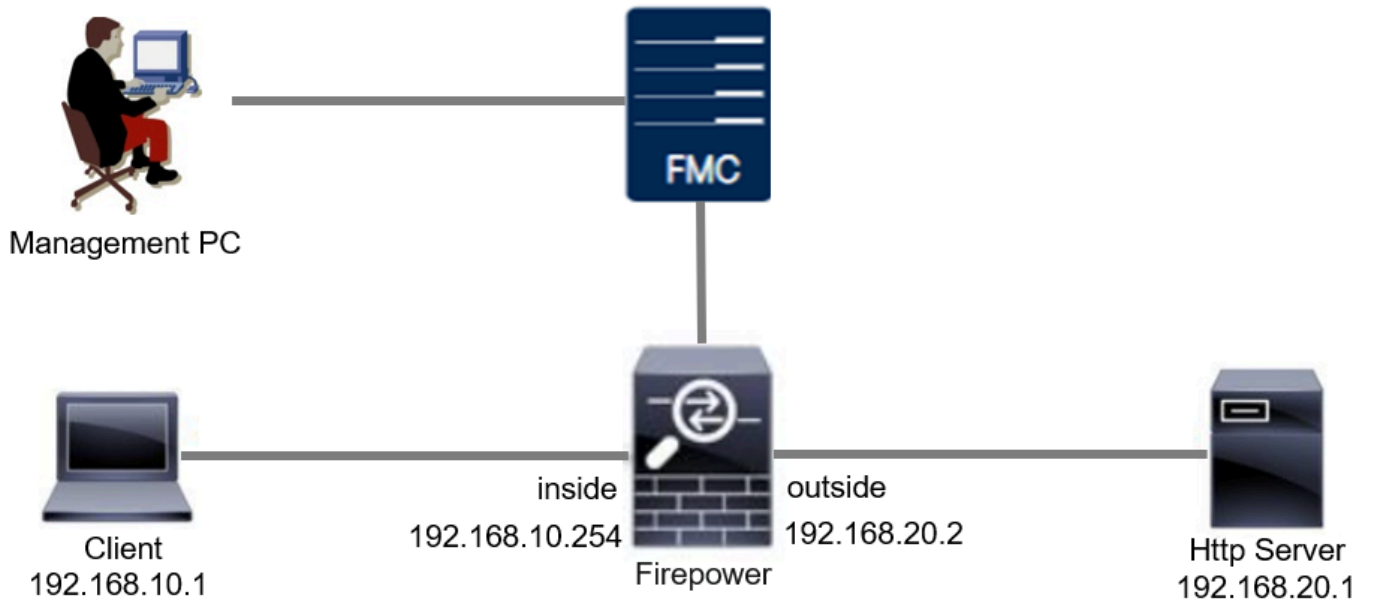 FMC
Management PC
inside
outside
192.168.10.254
192.168.20.2
Client
192.168.10.1
Firepower
Http Server
192.168.20.1